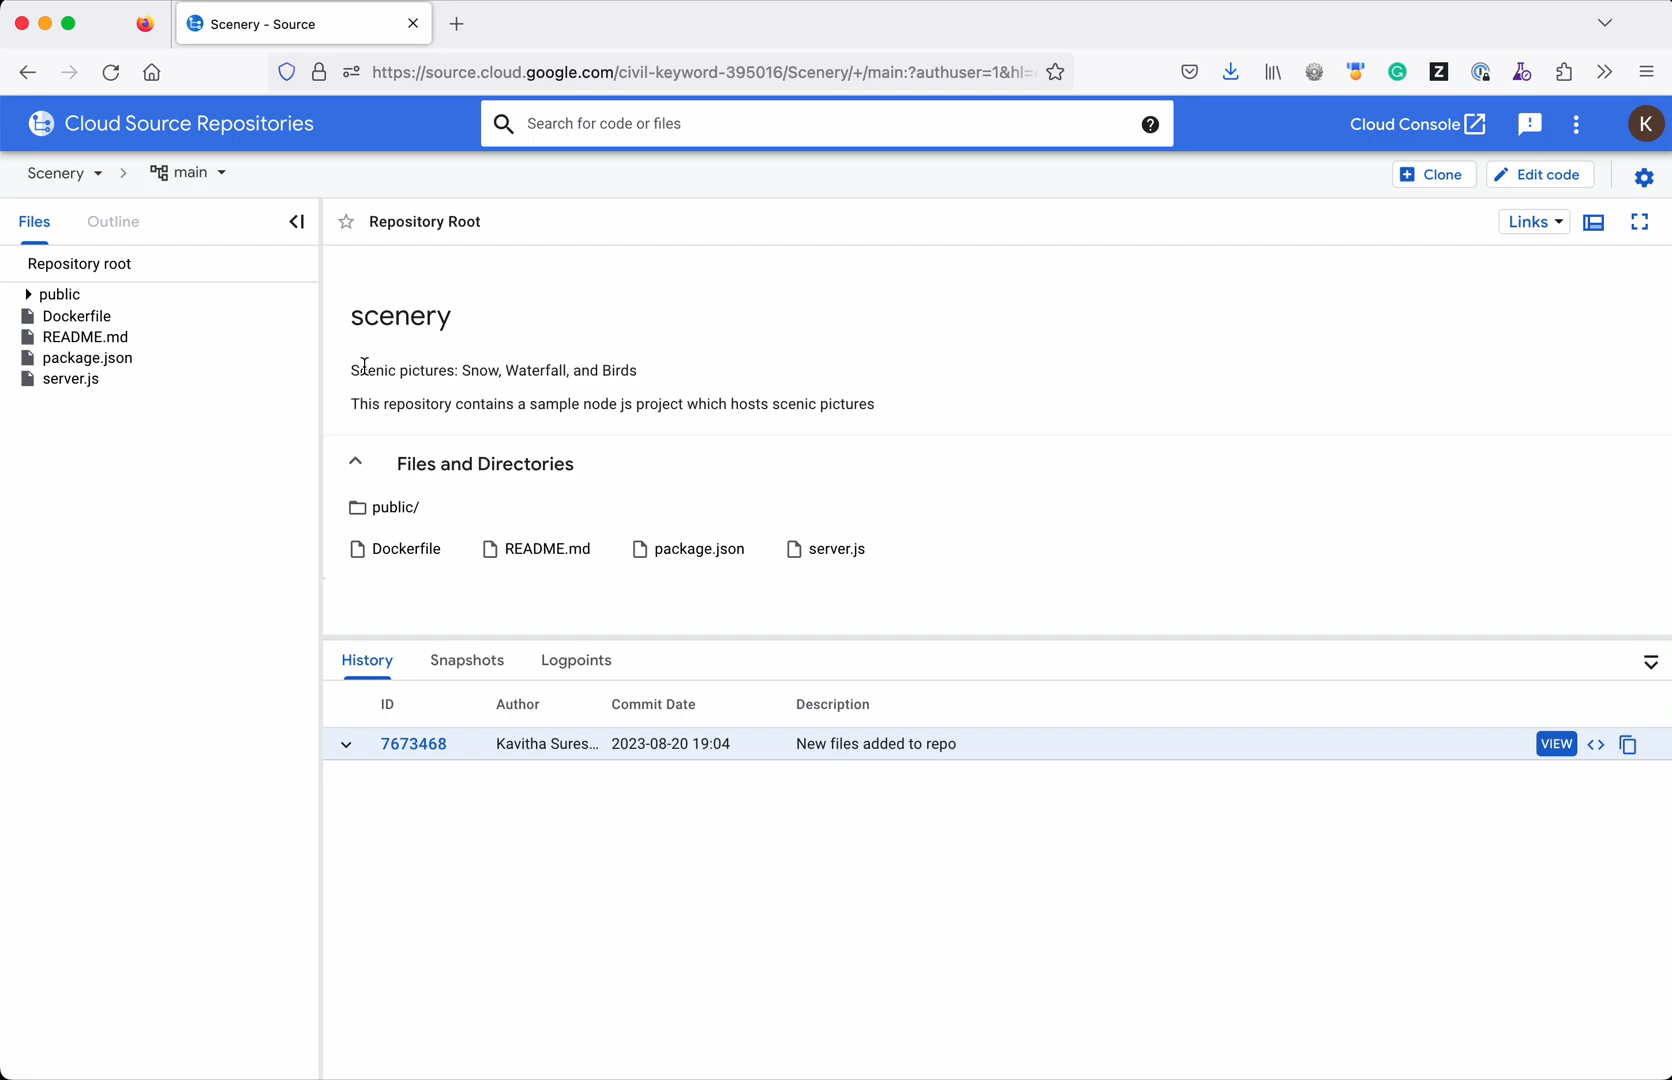 Scenery - Source
https://source.cloud.google.com/civil-keyword-395016/Scenery/+/main:?authuser=1&hl=
Z
Cloud Source Repositories
Search for code or files
Cloud Console
K
Scenery
main
Clone
Edit code
Files
Outline
Repository Root
Links
Repository root
public
Dockerfile
README.md
package.json
server.js
scenery
Scenic pictures: Snow, Waterfall, and Birds
This repository contains a sample node js project which hosts scenic pictures
Files and Directories
public/
Dockerfile README.md package.json server.js
History Snapshots Logpoints
ID Author Commit Date Description
7673468 Kavitha Sures... 2023-08-20 19:04 New files added to repo VIEW